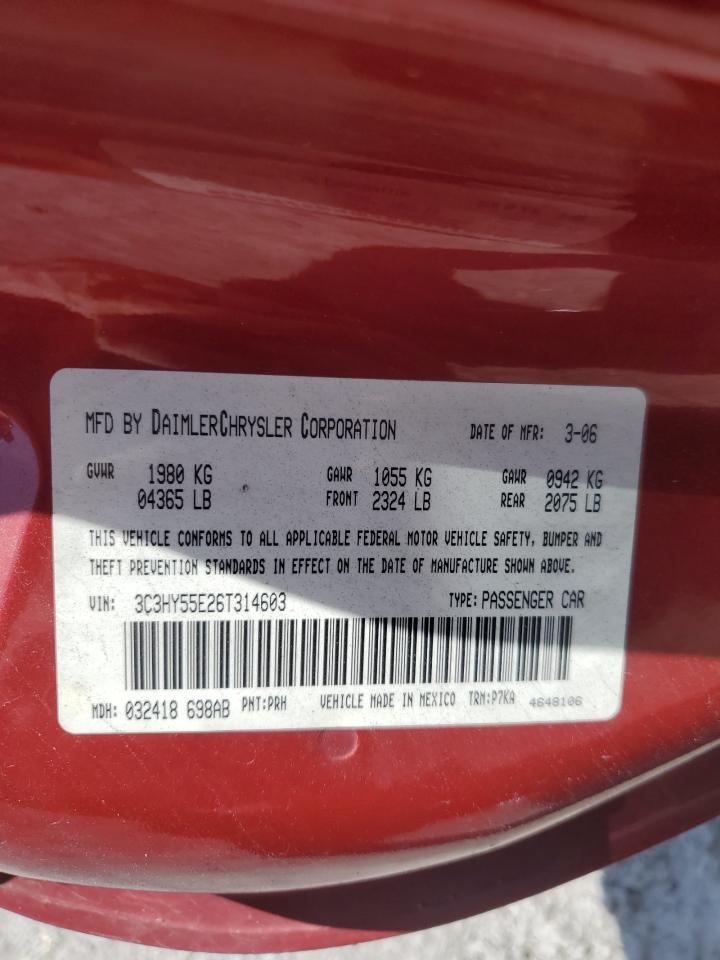 MFD BY DAIMLERCHRYSLER CORPORATION DATE OF MFR: 3-06
GVWR 1980 KG GAWR 1055 KG GAWR 0942 KG
04365 LB FRONT 2324 LB REAR 2075 LB
THIS VEHICLE CONFORMS TO ALL APPLICABLE FEDERAL MOTOR VEHICLE SAFETY, BUMPER AND
THEFT PREVENTION STANDARDS IN EFFECT ON THE DATE OF MANUFACTURE SHOWN ABOVE.
VIN: 3C3HY55E26T314603 TYPE: PASSENGER CAR
MDH: 032418 698AB PNT:PRH VEHICLE MADE IN MEXICO TRM:P7KA 4648106